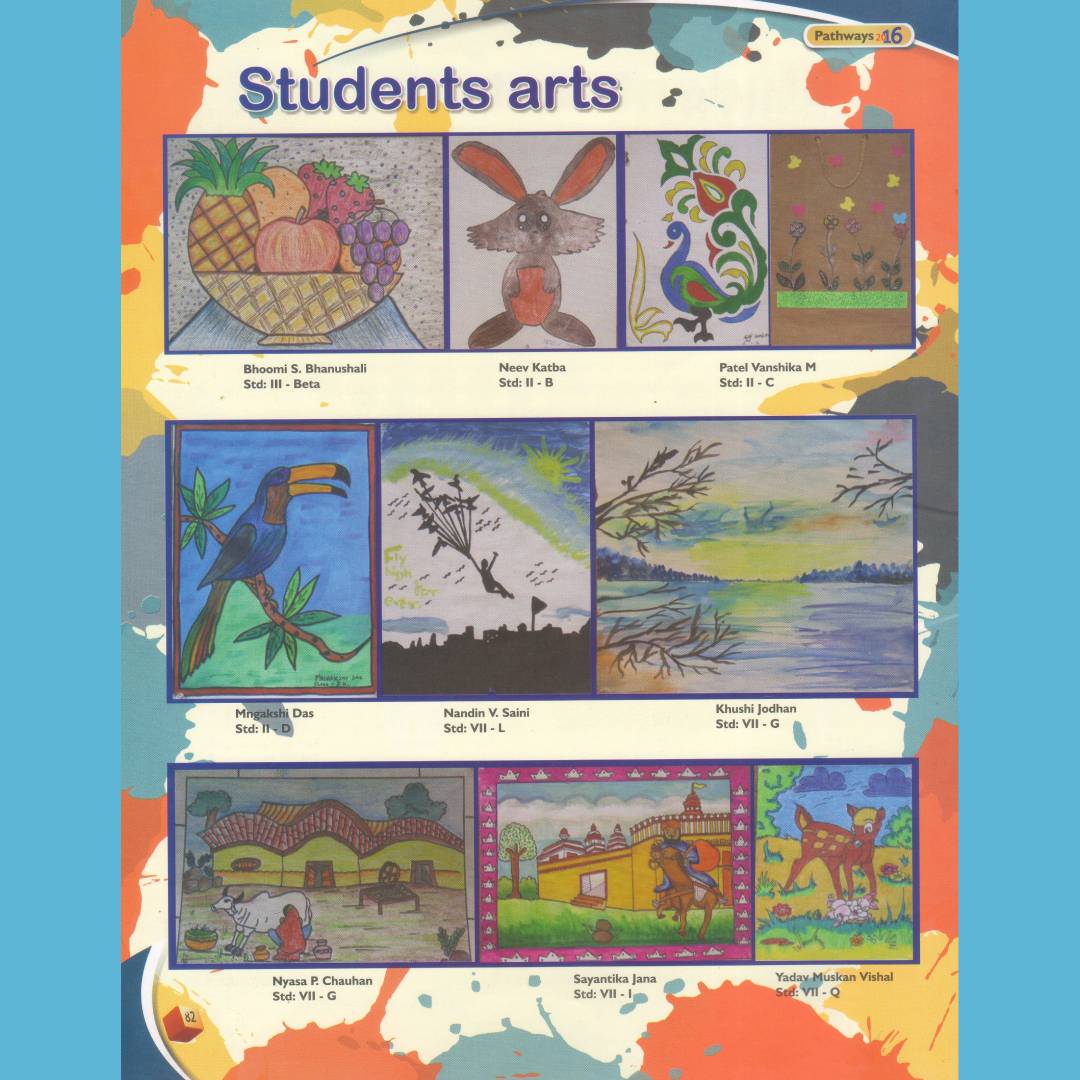 Pathways 2016
Students arts
Bhoomi S. Bhanushali
Std: III - Beta
Neev Katba
Std: II - B
Patel Vanshika M
Std: II - C
Fly
high
for
ever.
Mngakshi Das
Std: II - D
Nandin V. Saini
Std: VII - L
Khushi Jodhan
Std: VII - G
Nyasa P. Chauhan
Std: VII - G
Sayantika Jana
Std: VII - I
Yadav Muskan Vishal
Std: VII - Q
82